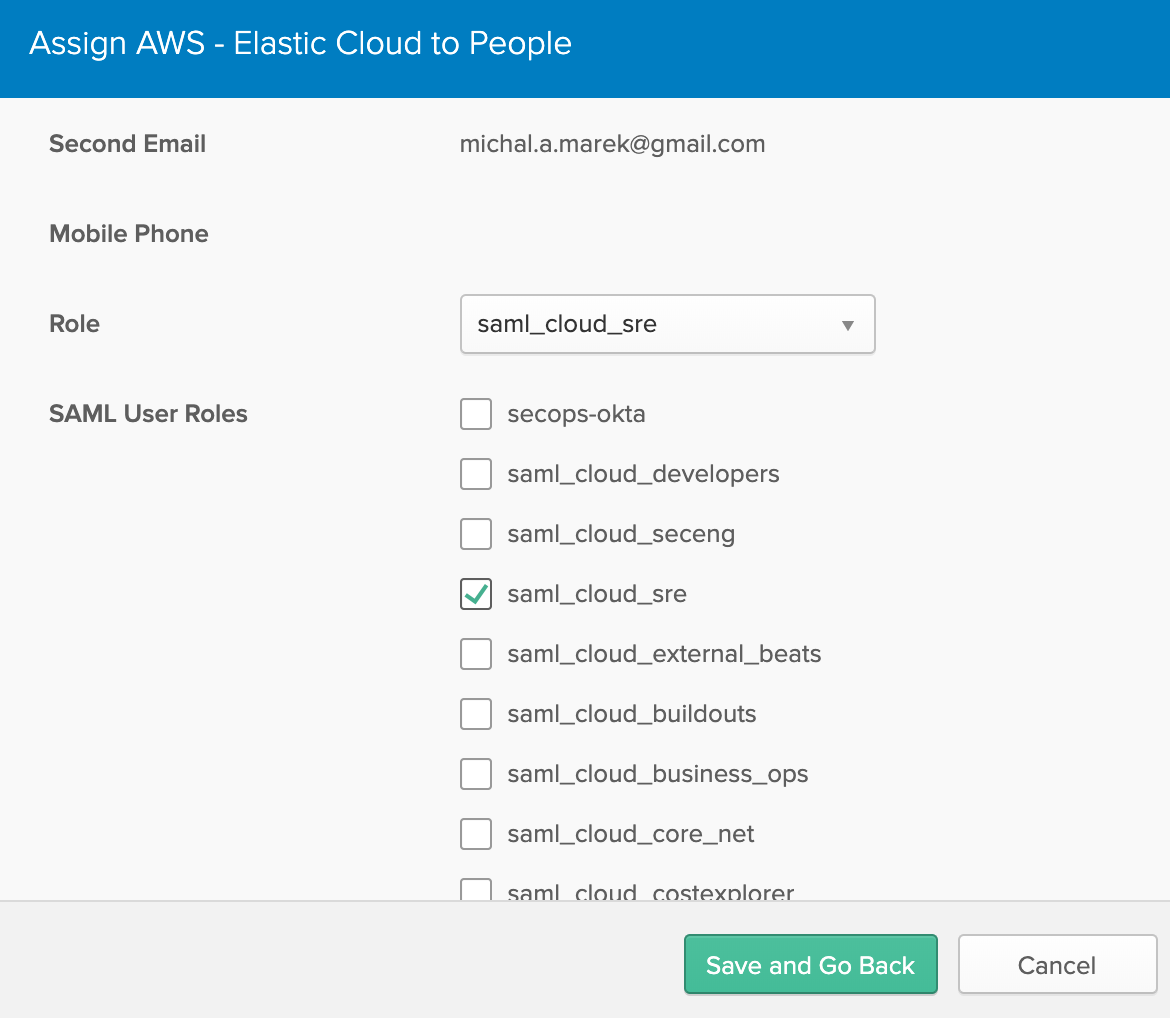 Assign AWS - Elastic Cloud to People
Second Email michal.a.marek@gmail.com
Mobile Phone
Role saml_cloud_sre
SAML User Roles secops-okta
saml_cloud_developers
saml_cloud_seceng
saml_cloud_sre
saml_cloud_external_beats
saml_cloud_buildouts
saml_cloud_business_ops
saml_cloud_core_net
saml_cloud_costexplorer
Save and Go Back Cancel